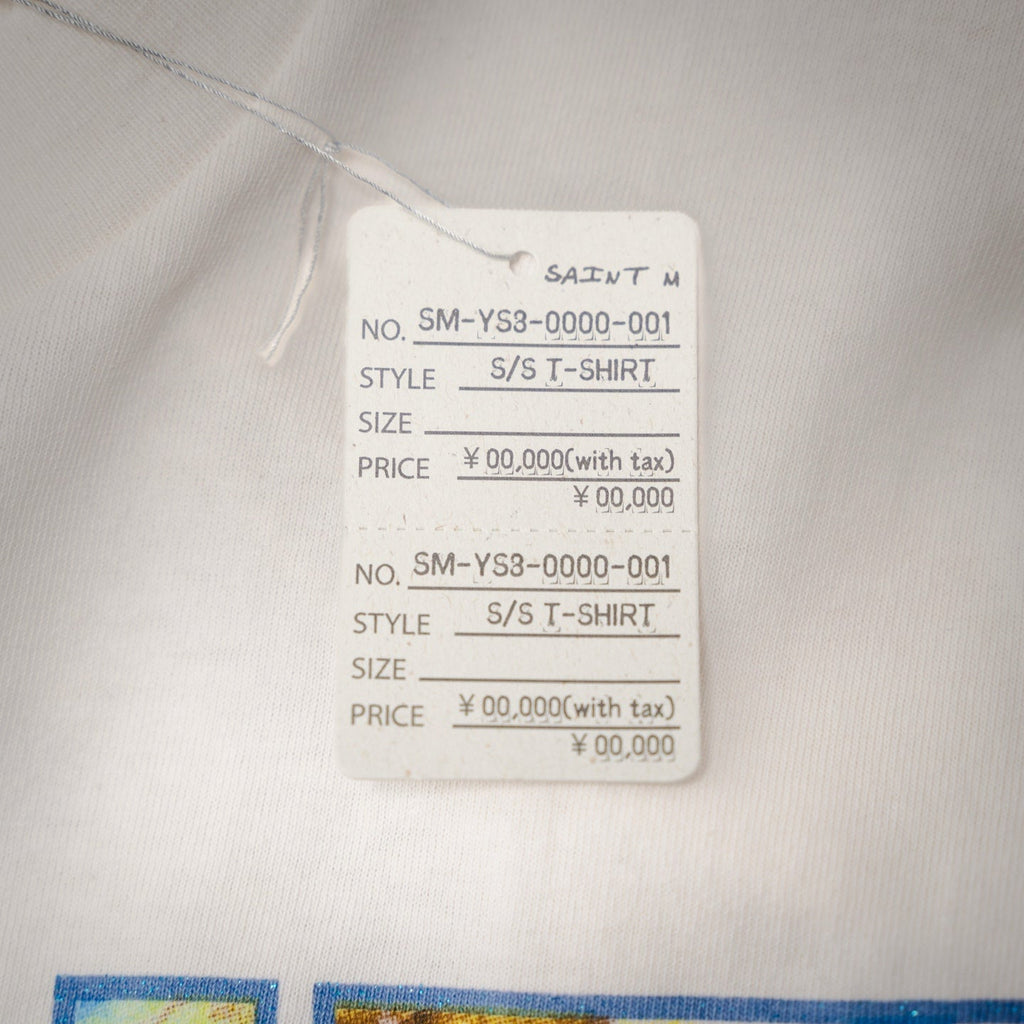 SAINT M
NO. SM-YS3-0000-001
STYLE S/S T-SHIRT
SIZE
PRICE ¥00,000(with tax)
¥00,000
NO. SM-YS3-0000-001
STYLE S/S T-SHIRT
SIZE
PRICE ¥00,000(with tax)
¥00,000